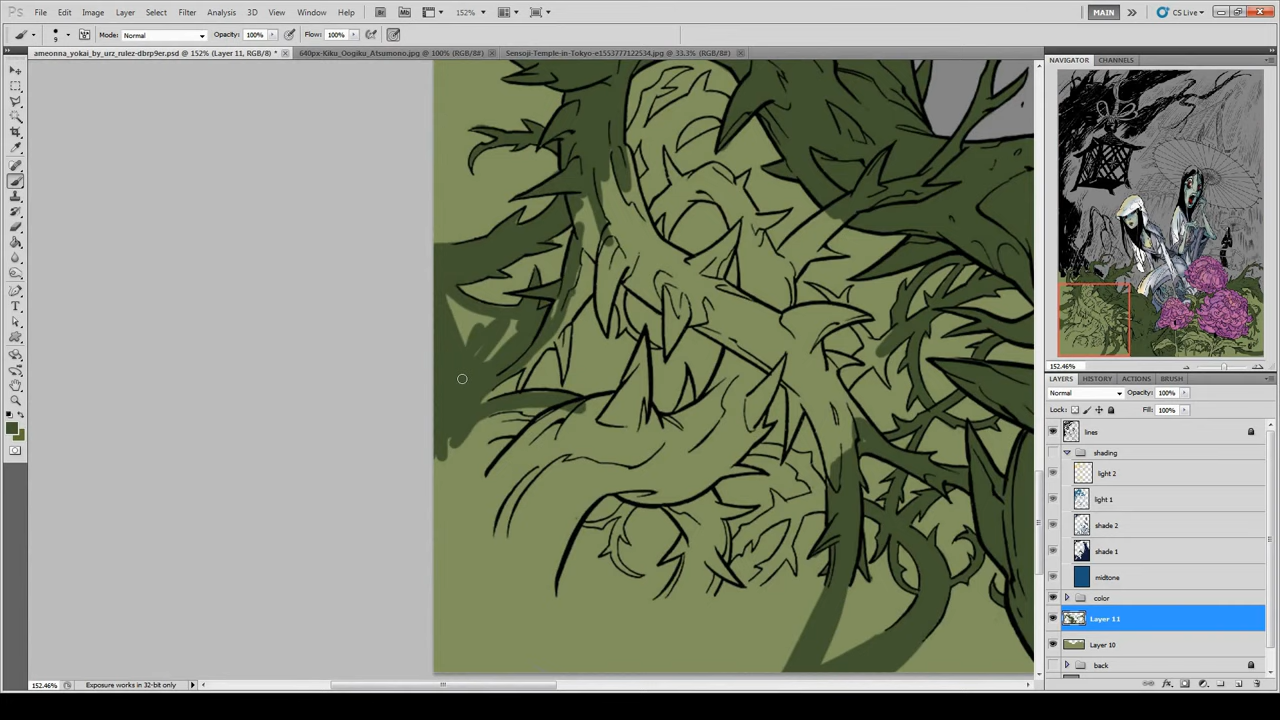 Ps File Edit Image Layer Select Filter Analysis 3D View Window Help Br Mb 152% MAIN CS Live
9 Mode: Normal Opacity: 100% Flow: 100%
ameonna_yokai_by_urz_rulez-dbrp9er.psd @ 152% (Layer 11, RGB/8) * 640px-Kiku_Oogiku_Atsumono.jpg @ 100% (RGB/8#) Sensoji-Temple-in-Tokyo-e1553777122534.jpg @ 33.3% (RGB/8#)
NAVIGATOR CHANNELS
152.46%
LAYERS HISTORY ACTIONS BRUSH
Normal Opacity: 100%
Lock: Fill: 100%
lines
shading
light 2
light 1
shade 2
shade 1
midtone
color
Layer 11
Layer 10
back
152.46% Exposure works in 32-bit only